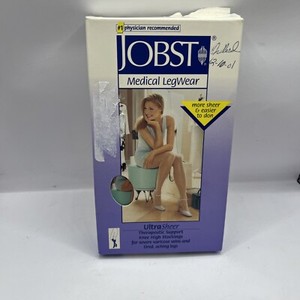 #1 physician recommended
JOBST
Medical LegWear
more sheer
& easier
to don
UltraSheer
Therapeutic Support
Knee High Stockings